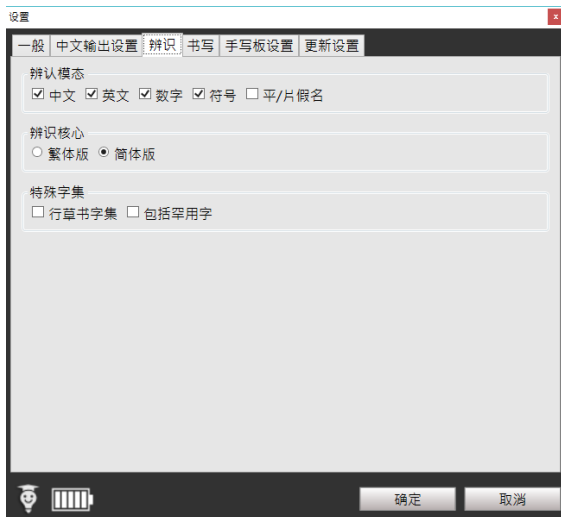 设置
一般 中文输出设置 辨识 书写 手写板设置 更新设置
辨认模态
中文 英文 数字 符号 平/片假名
辨识核心
繁体版 简体版
特殊字集
行草书字集 包括罕用字
确定 取消